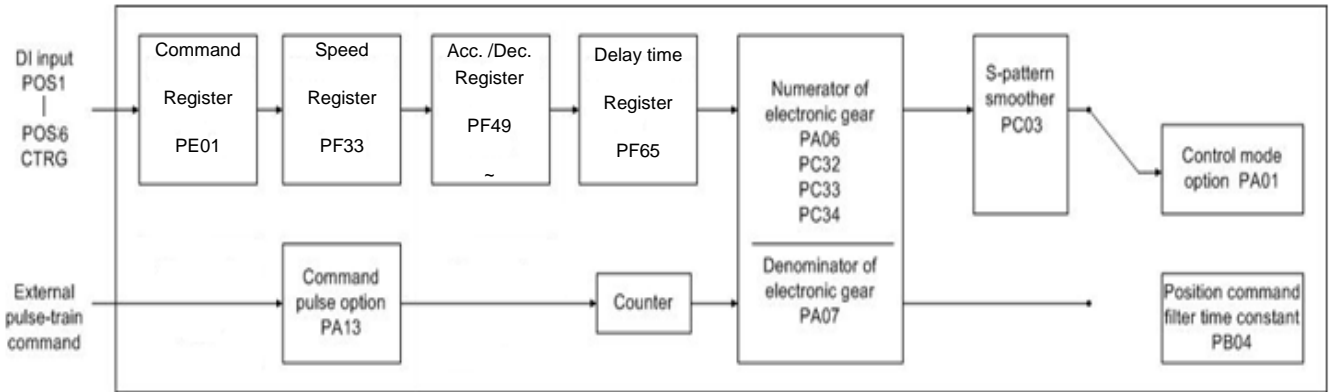 DI input
POS1
|
POS6
CTRG
Command
Register
PE01
Speed
Register
PF33
Acc. /Dec.
Register
PF49
~
Delay time
Register
PF65
Numerator of
electronic gear
PA06
PC32
PC33
PC34
Denominator of
electronic gear
PA07
S-pattern
smoother
PC03
Control mode
option PA01
External
pulse-train
command
Command
pulse option
PA13
Counter
Position command
filter time constant
PB04